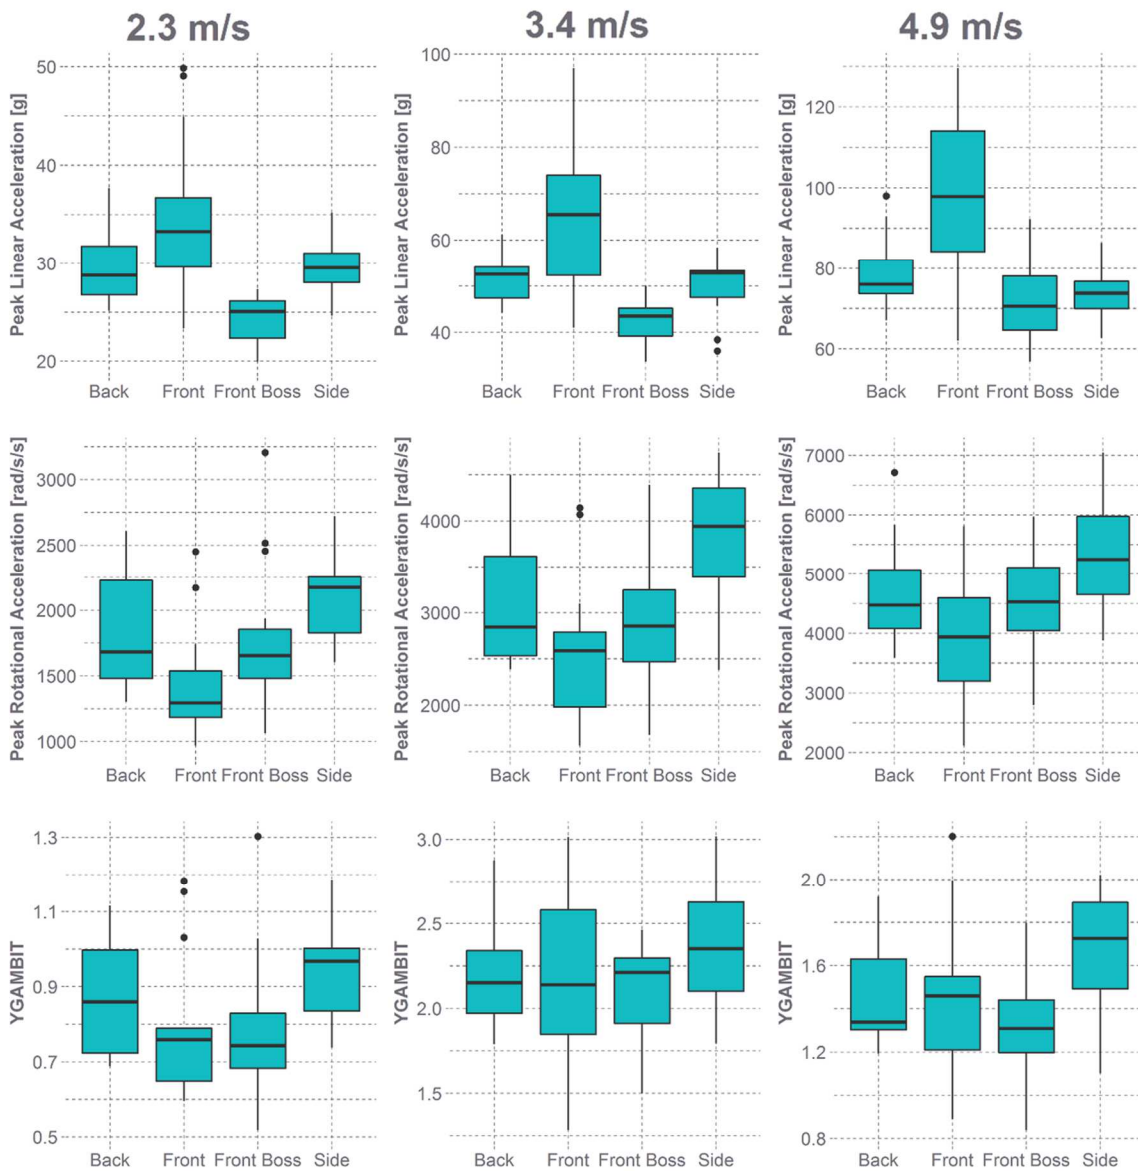 2.3 m/s
3.4 m/s
4.9 m/s
Peak Linear Acceleration [g]
50
40
30
20
Back Front Front Boss Side
Peak Linear Acceleration [g]
100
80
60
40
Back Front Front Boss Side
Peak Linear Acceleration [g]
120
100
80
60
Back Front Front Boss Side
Peak Rotational Acceleration [rad/s/s]
3000
2500
2000
1500
1000
Back Front Front Boss Side
Peak Rotational Acceleration [rad/s/s]
4000
3000
2000
Back Front Front Boss Side
Peak Rotational Acceleration [rad/s/s]
7000
6000
5000
4000
3000
2000
Back Front Front Boss Side
YGAMBIT
1.3
1.1
0.9
0.7
0.5
Back Front Front Boss Side
YGAMBIT
3.0
2.5
2.0
1.5
Back Front Front Boss Side
YGAMBIT
2.0
1.6
1.2
0.8
Back Front Front Boss Side